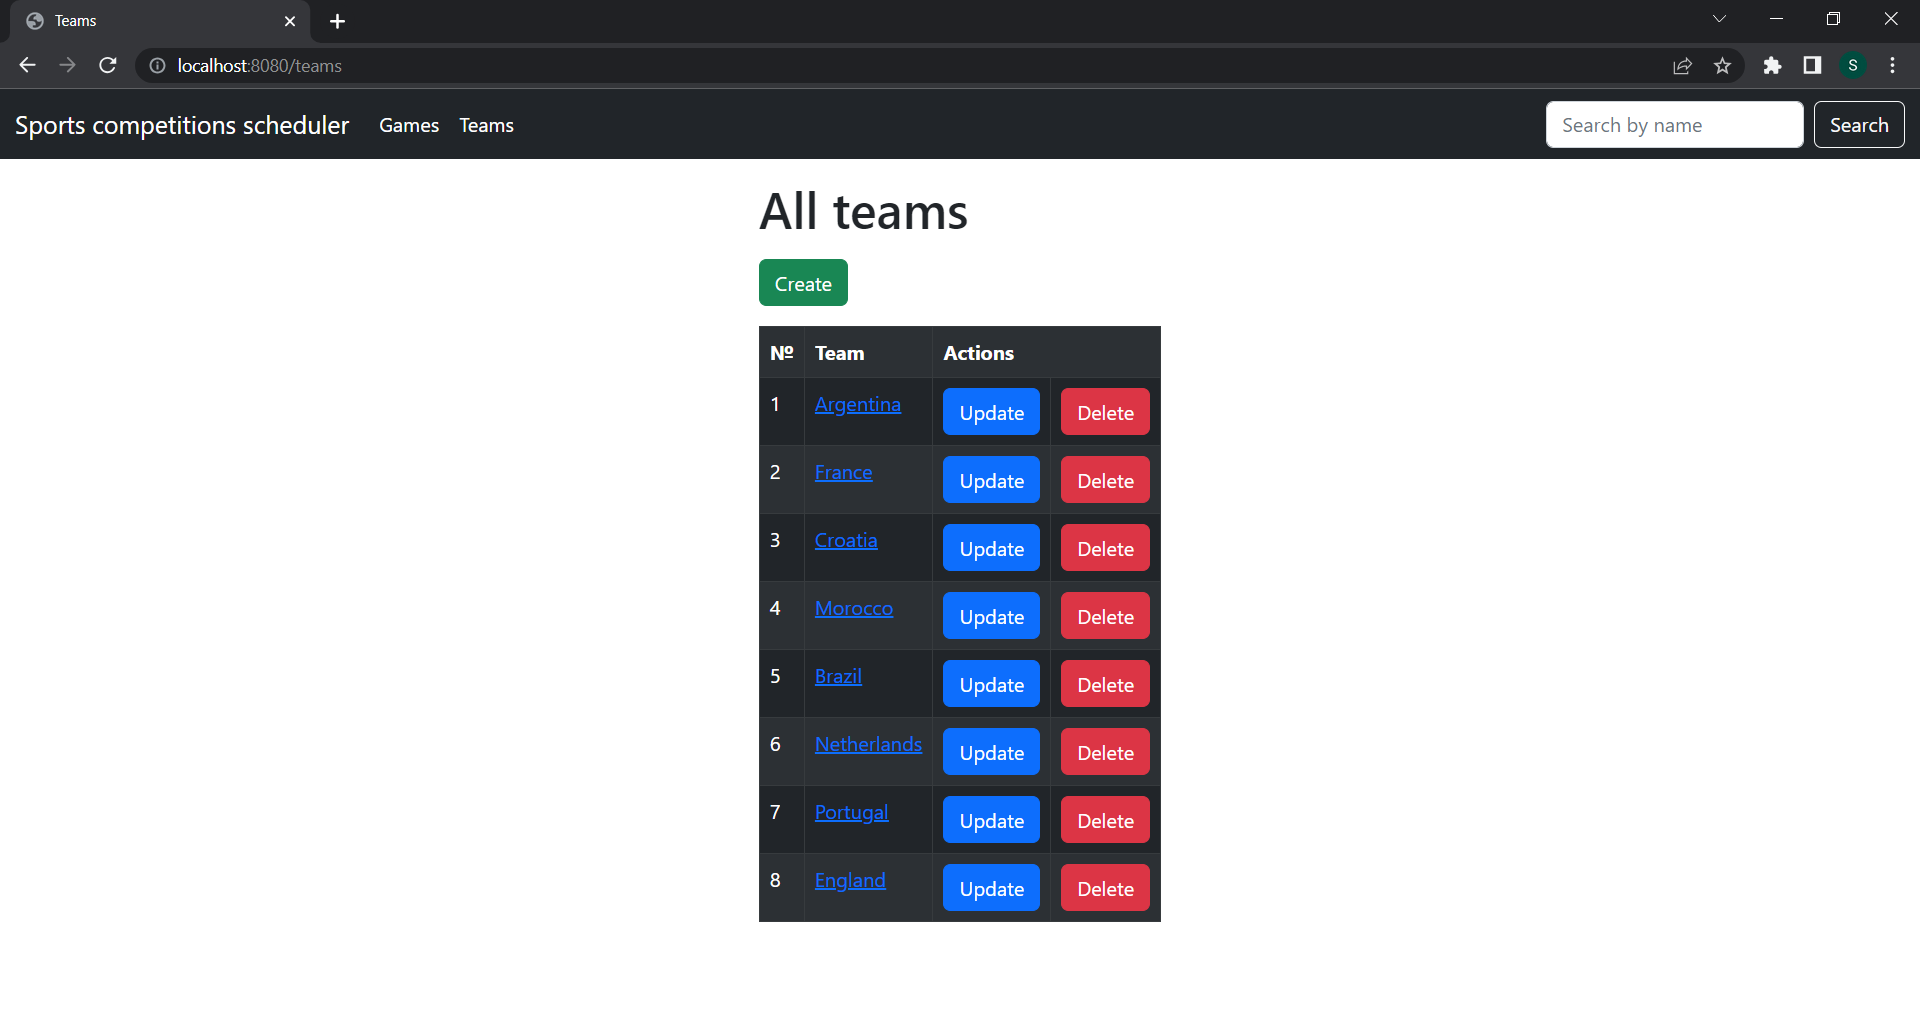 Teams
localhost:8080/teams
S
Sports competitions scheduler Games Teams Search by name Search
All teams
Create
№ Team Actions
1 Argentina Update Delete
2 France Update Delete
3 Croatia Update Delete
4 Morocco Update Delete
5 Brazil Update Delete
6 Netherlands Update Delete
7 Portugal Update Delete
8 England Update Delete